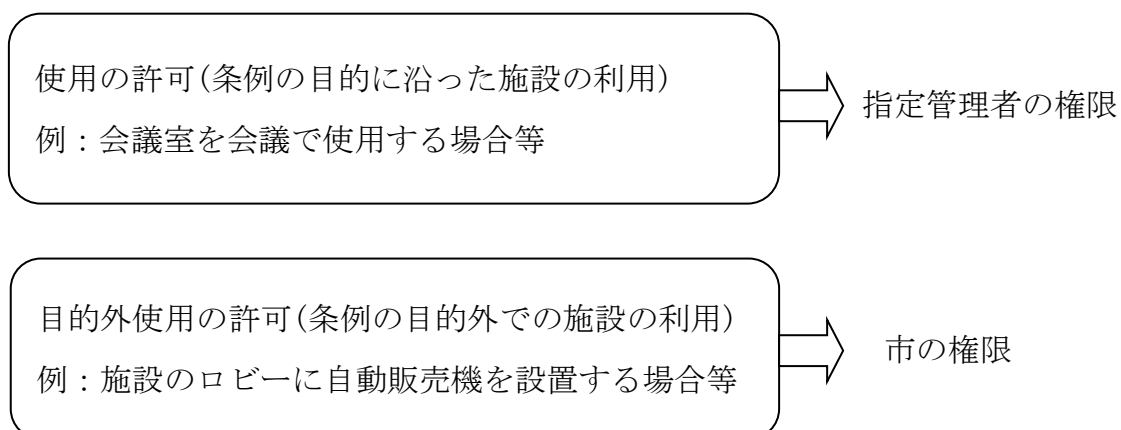 使用の許可(条例の目的に沿った施設の利用)
例：会議室を会議で使用する場合等
指定管理者の権限
目的外使用の許可(条例の目的外での施設の利用)
例：施設のロビーに自動販売機を設置する場合等
市の権限